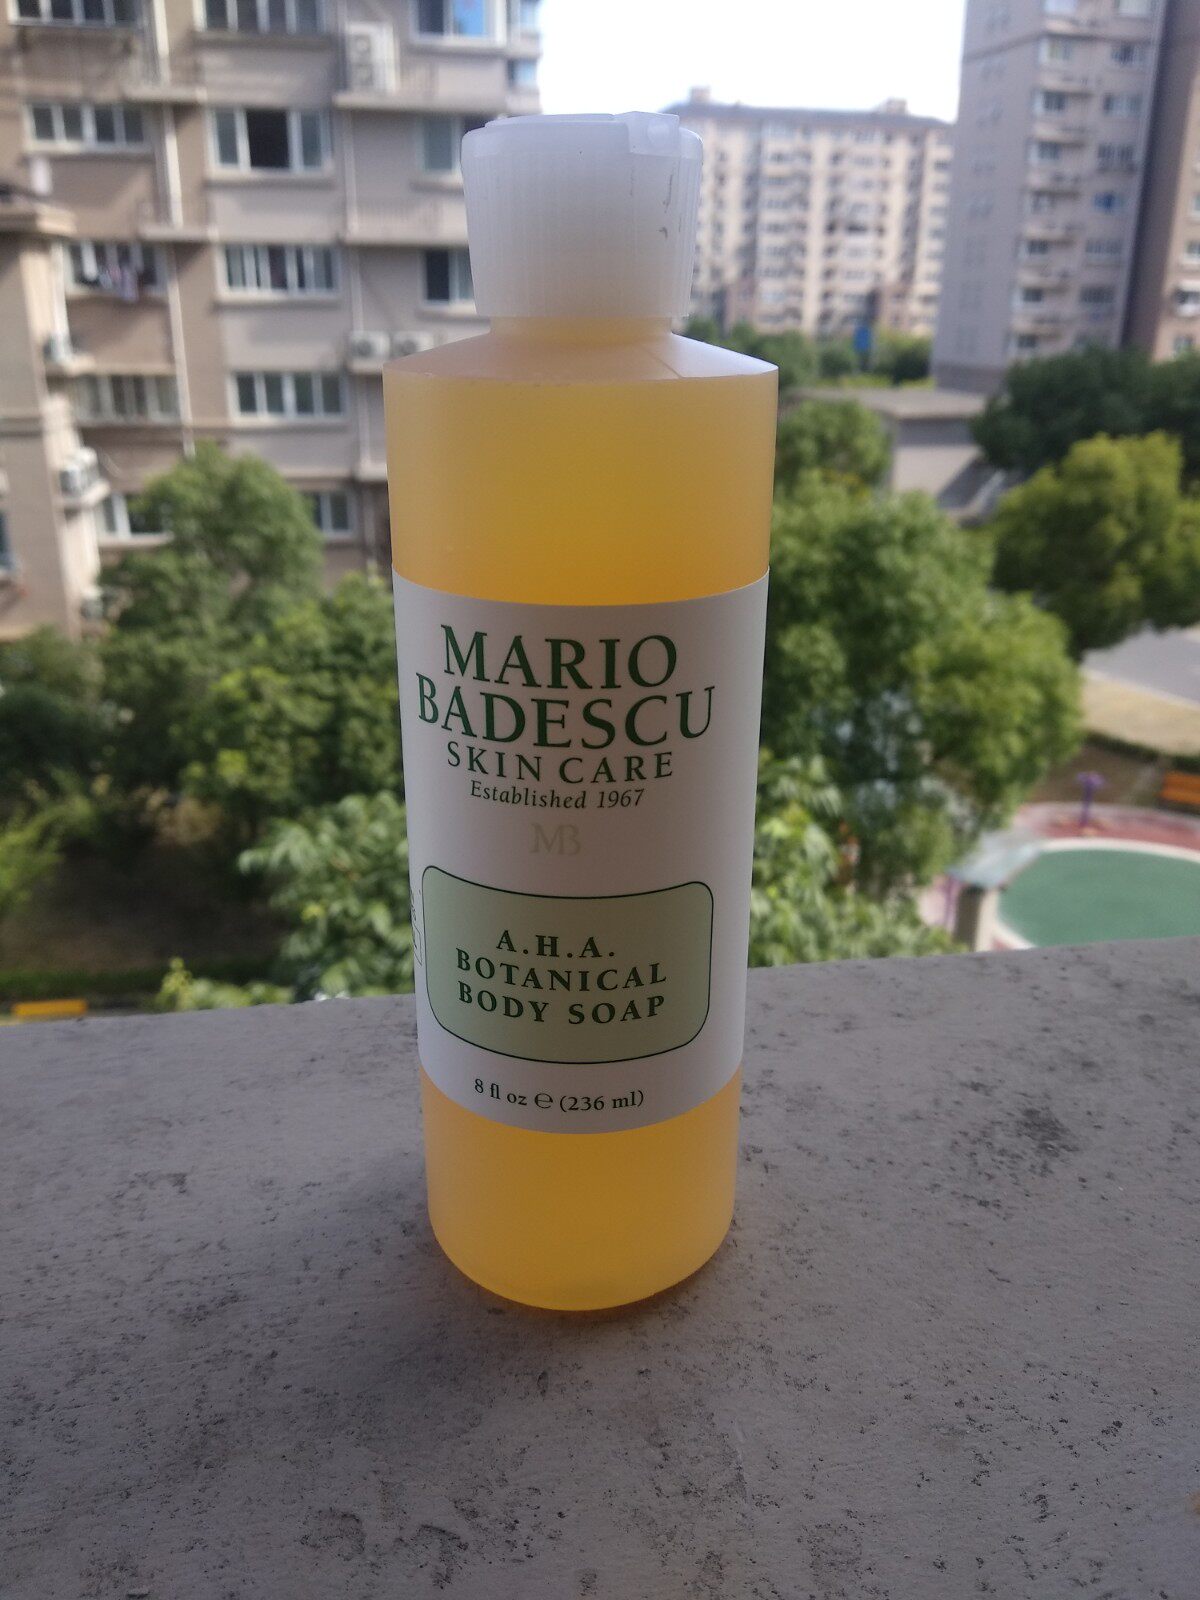 MARIO
BADESCU
SKIN CARE
Established 1967
MB
A.H.A.
BOTANICAL
BODY SOAP
8 fl oz ℮ (236 ml)